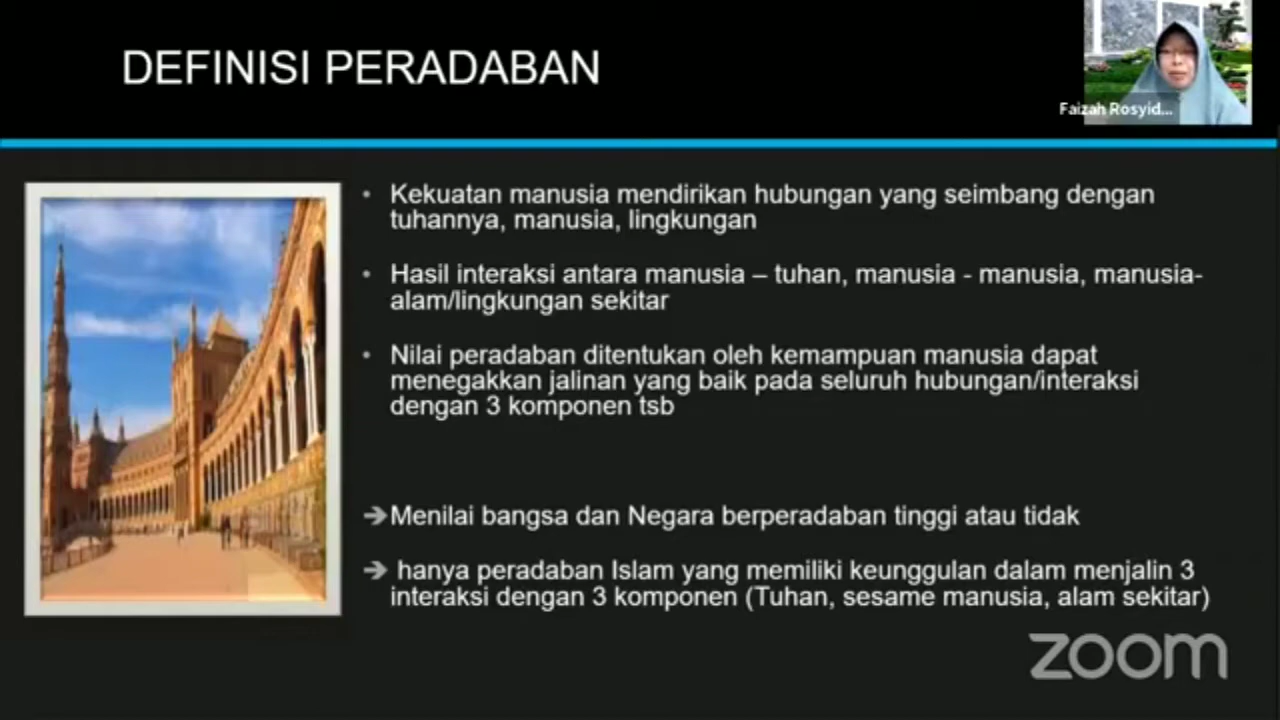 DEFINISI PERADABAN
Faizah Rosyid...
• Kekuatan manusia mendirikan hubungan yang seimbang dengan
tuhannya, manusia, lingkungan
• Hasil interaksi antara manusia – tuhan, manusia - manusia, manusia-
alam/lingkungan sekitar
• Nilai peradaban ditentukan oleh kemampuan manusia dapat
menegakkan jalinan yang baik pada seluruh hubungan/interaksi
dengan 3 komponen tsb
➔Menilai bangsa dan Negara berperadaban tinggi atau tidak
➔ hanya peradaban Islam yang memiliki keunggulan dalam menjalin 3
interaksi dengan 3 komponen (Tuhan, sesame manusia, alam sekitar)
zoom